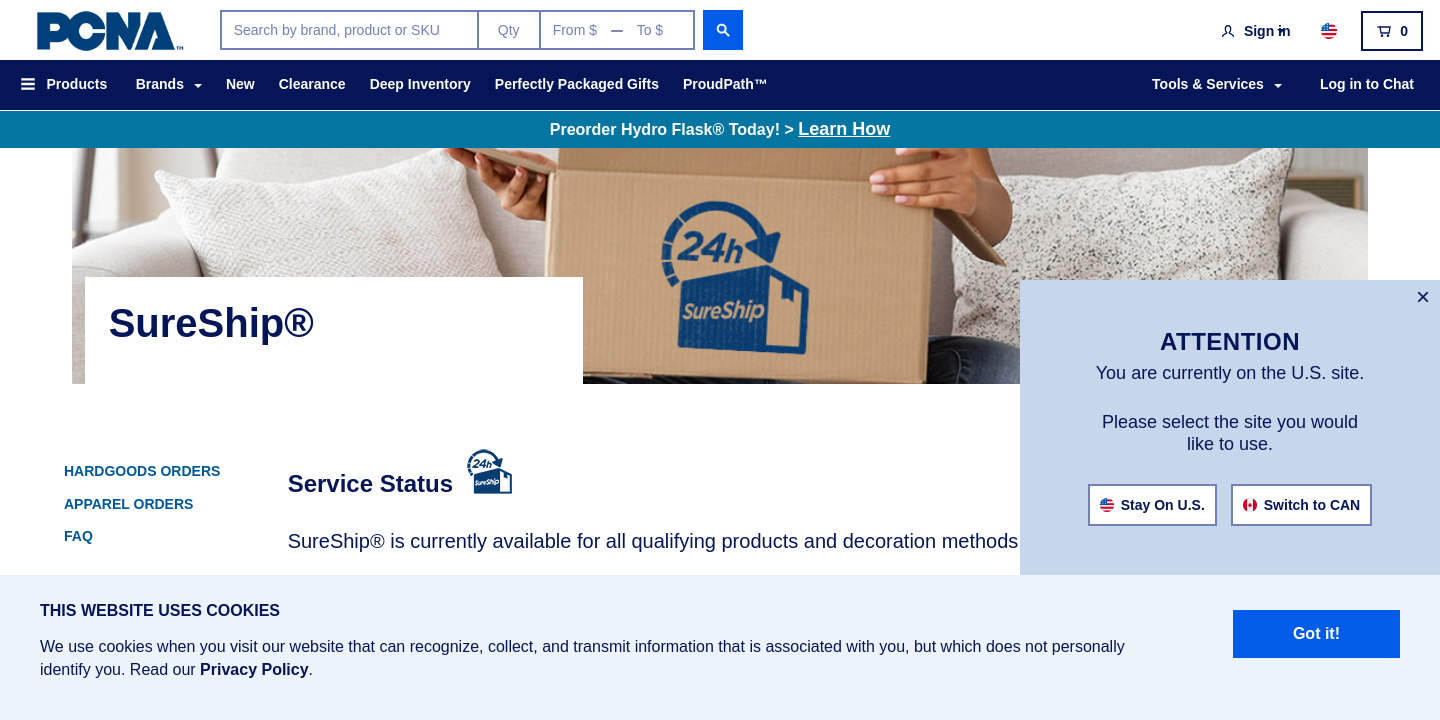 PCNA™
Search by brand, product or SKU
Qty
From $ — To $
Sign in
0
Products
Brands
New
Clearance
Deep Inventory
Perfectly Packaged Gifts
ProudPath™
Tools & Services
Log in to Chat
Preorder Hydro Flask® Today! > Learn How
24h
SureShip
SureShip®
×
ATTENTION
You are currently on the U.S. site.
Please select the site you would
like to use.
Stay On U.S.
Switch to CAN
HARDGOODS ORDERS
APPAREL ORDERS
FAQ
Service Status
24h
SureShip
SureShip® is currently available for all qualifying products and decoration methods
THIS WEBSITE USES COOKIES
We use cookies when you visit our website that can recognize, collect, and transmit information that is associated with you, but which does not personally
identify you. Read our Privacy Policy.
Got it!